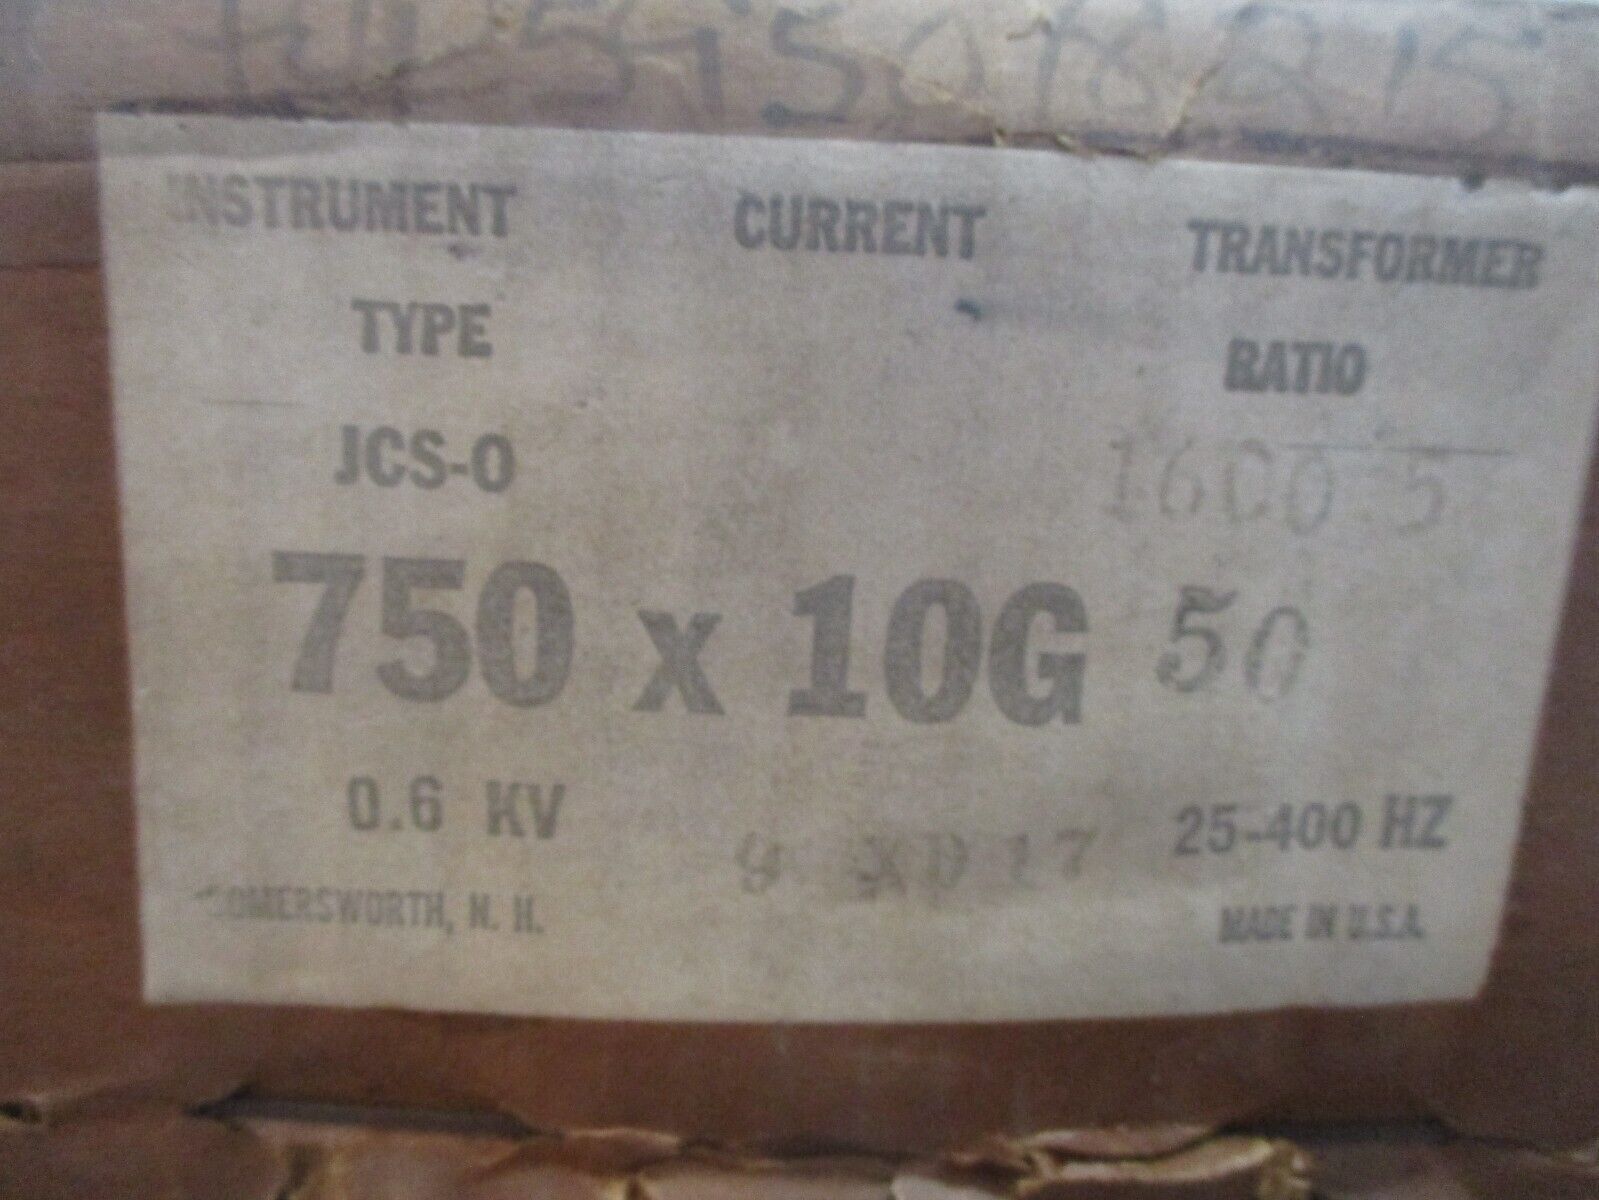 INSTRUMENT CURRENT TRANSFORMER
TYPE RATIO
JCS-0 1600 5
750 x 10G 50
0.6 KV 25-400 HZ
SOMERSWORTH, N. H. MADE IN U.S.A.